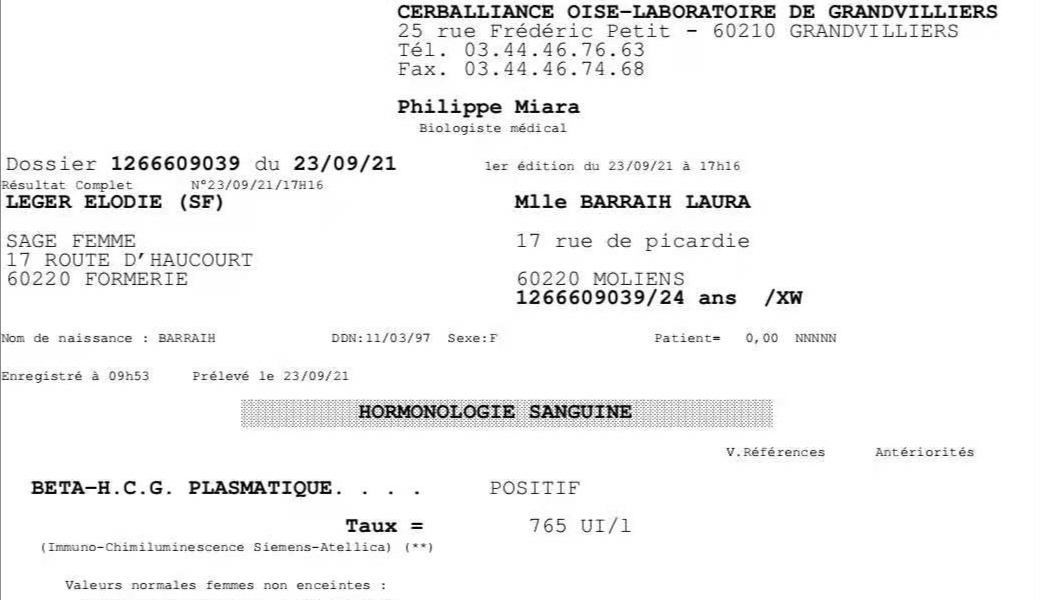 CERBALLIANCE OISE-LABORATOIRE DE GRANDVILLIERS
25 rue Frédéric Petit - 60210 GRANDVILLIERS
Tél. 03.44.46.76.63
Fax. 03.44.46.74.68
Philippe Miara
Biologiste médical
Dossier 1266609039 du 23/09/21 1er édition du 23/09/21 à 17h16
Résultat Complet N°23/09/21/17H16
LEGER ELODIE (SF) Mlle BARRAIH LAURA
SAGE FEMME 17 rue de picardie
17 ROUTE D'HAUCOURT
60220 FORMERIE 60220 MOLIENS
1266609039/24 ans /XW
Nom de naissance : BARRAIH DDN:11/03/97 Sexe:F Patient= 0,00 NNNNN
Enregistré à 09h53 Prélevé le 23/09/21
HORMONOLOGIE SANGUINE
V.Références Antériorités
BETA-H.C.G. PLASMATIQUE. . . . POSITIF
Taux = 765 UI/l
(Immuno-Chimiluminescence Siemens-Atellica) (**)
Valeurs normales femmes non enceintes :